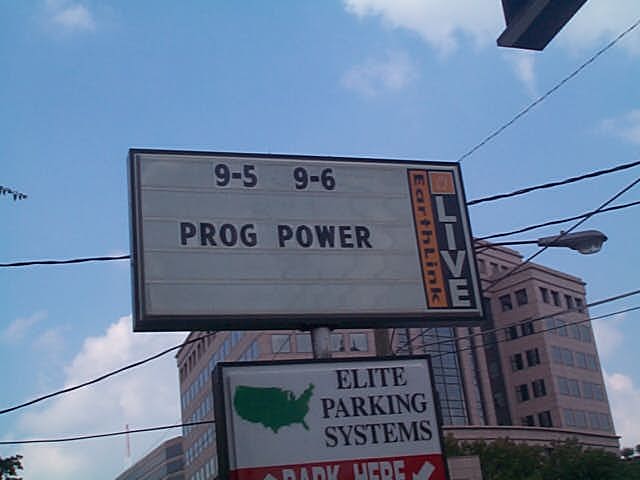 9-5 9-6
PROG POWER
EarthLink
LIVE
ELITE
PARKING
SYSTEMS
PARK HERE